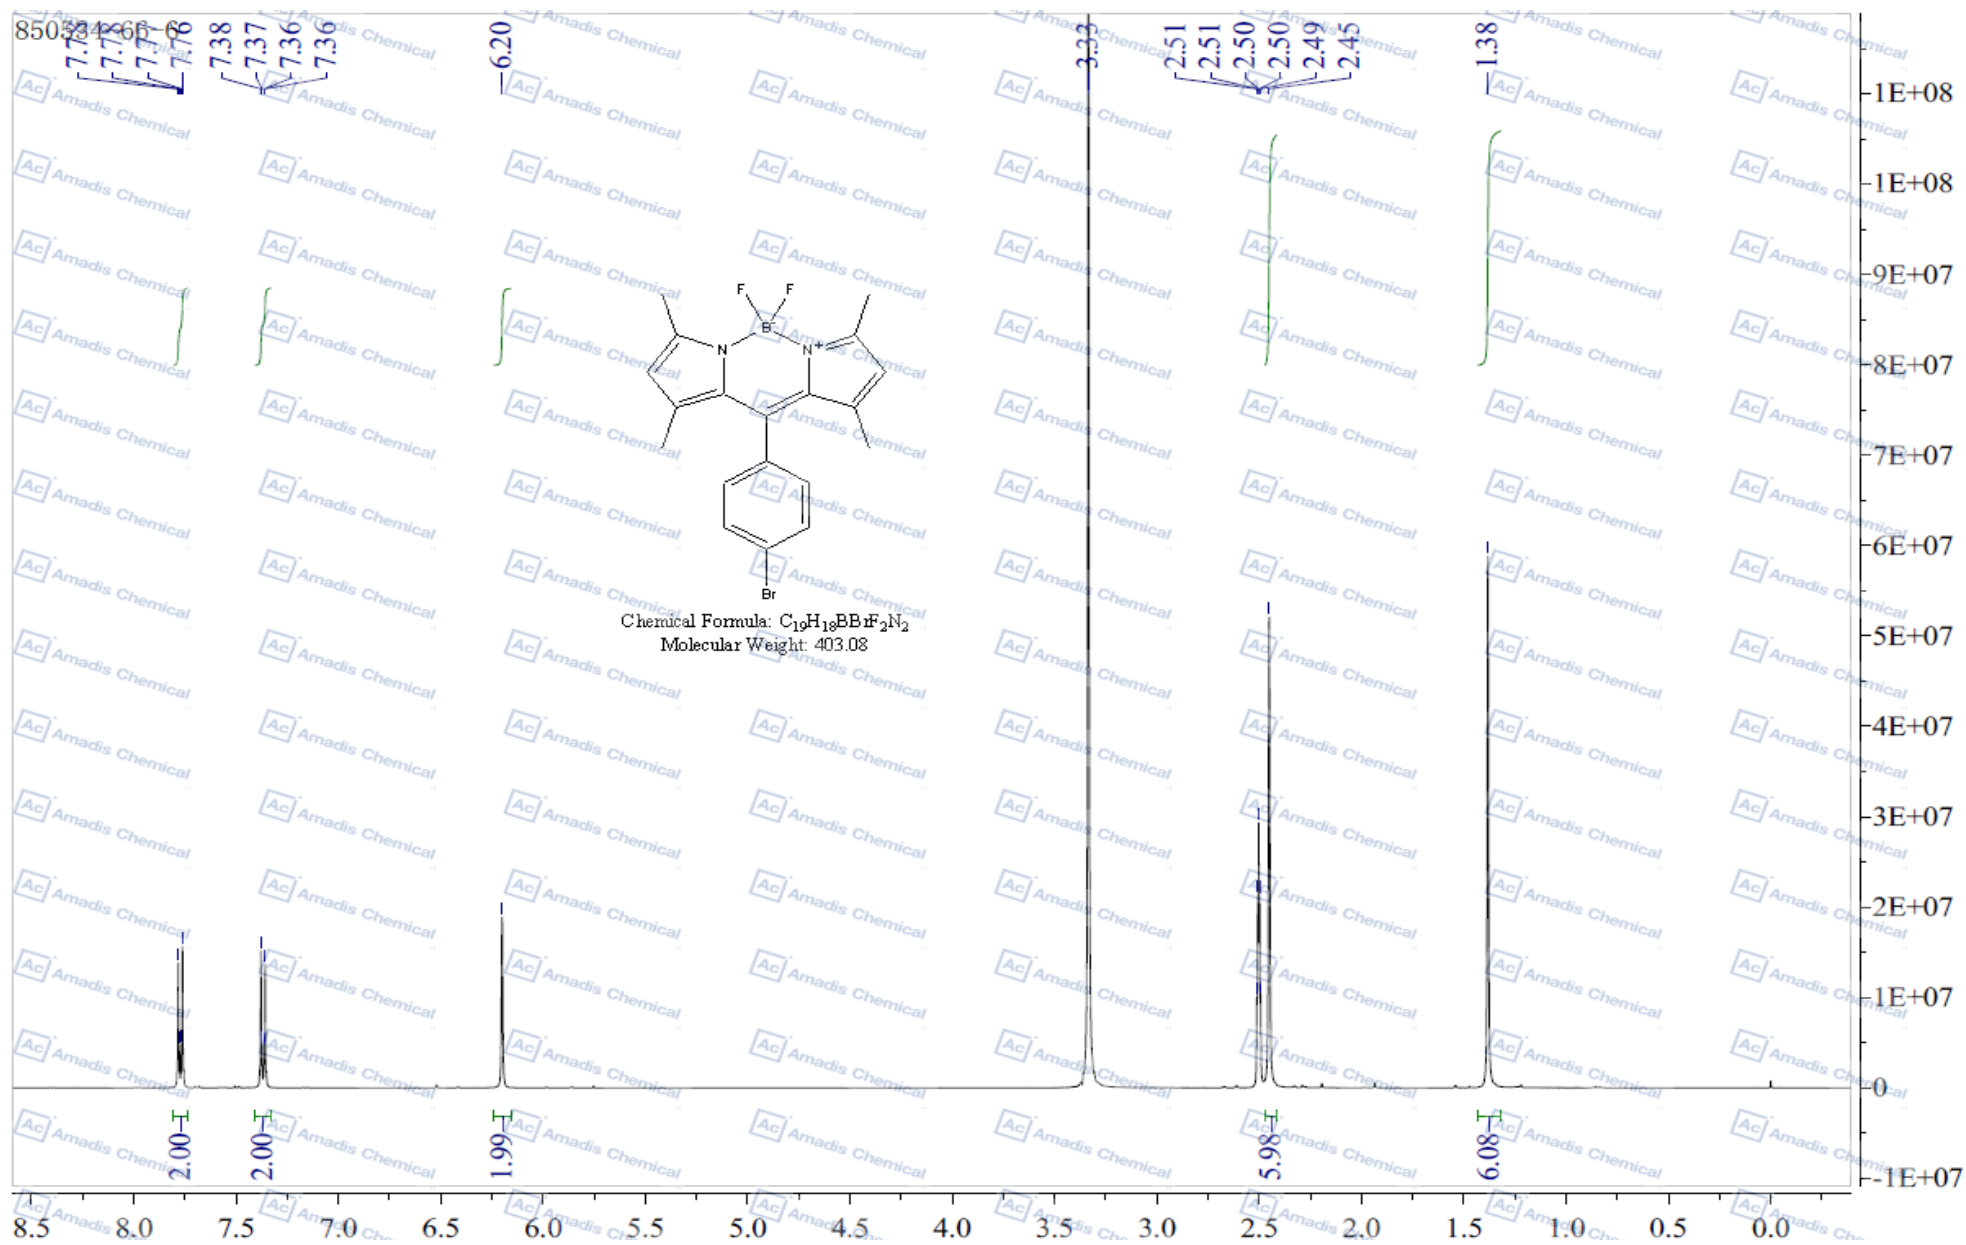 850534-66-6
7.78
7.77
7.76
7.38
7.37
7.36
7.36
6.20
3.33
2.51
2.51
2.50
2.50
2.49
2.45
1.38
1E+08
1E+08
9E+07
8E+07
7E+07
6E+07
5E+07
4E+07
3E+07
2E+07
1E+07
0
-1E+07
F F
B-
N N+
Br
Chemical Formula: C19H18BBrF2N2
Molecular Weight: 403.08
2.00
2.00
1.99
5.98
6.08
8.5 8.0 7.5 7.0 6.5 6.0 5.5 5.0 4.5 4.0 3.5 3.0 2.5 2.0 1.5 1.0 0.5 0.0
Ac Amadis Chemical